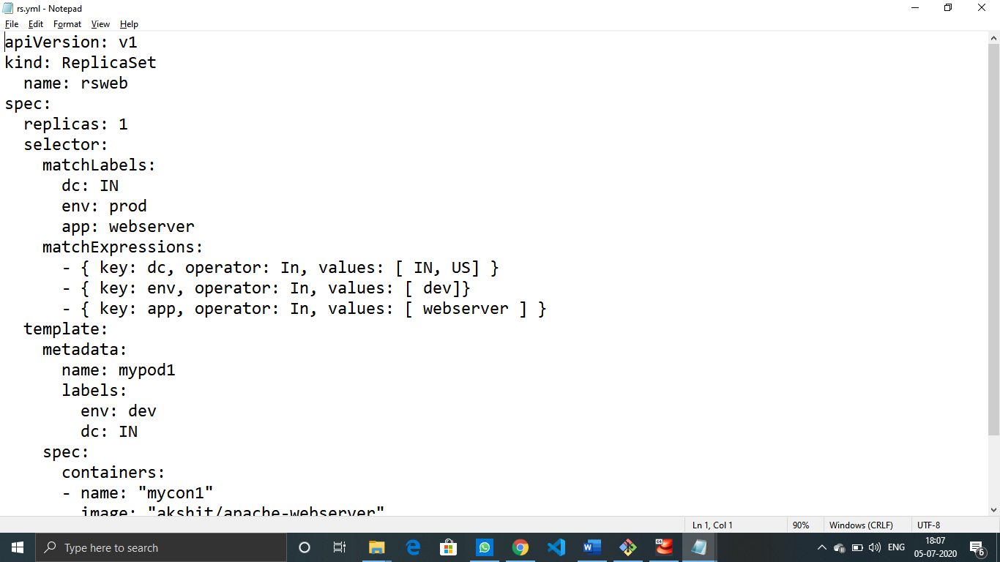 rs.yml - Notepad
File Edit Format View Help
apiVersion: v1
kind: ReplicaSet
  name: rsweb
spec:
  replicas: 1
  selector:
    matchLabels:
      dc: IN
      env: prod
      app: webserver
    matchExpressions:
      - { key: dc, operator: In, values: [ IN, US] }
      - { key: env, operator: In, values: [ dev]}
      - { key: app, operator: In, values: [ webserver ] }
  template:
    metadata:
      name: mypod1
      labels:
        env: dev
        dc: IN
    spec:
      containers:
      - name: "mycon1"
        image: "akshit/apache-webserver"
Ln 1, Col 1 90% Windows (CRLF) UTF-8
Type here to search
ENG
18:07
05-07-2020
6